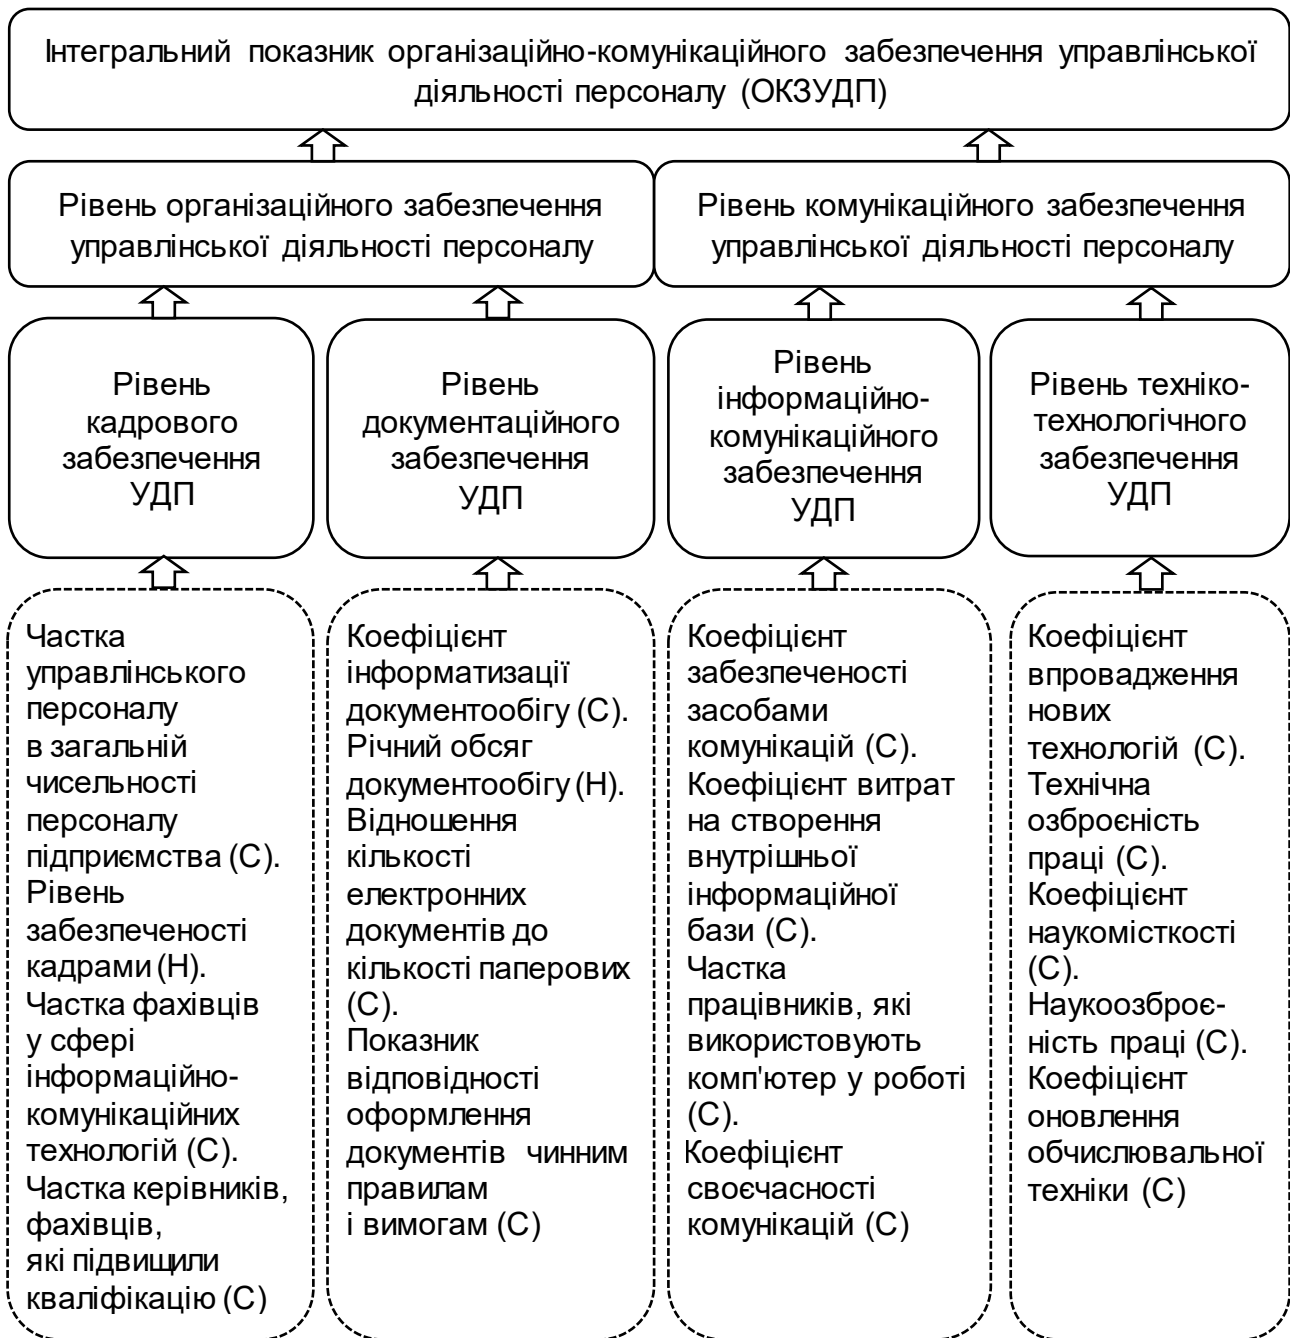 Інтегральний показник організаційно-комунікаційного забезпечення управлінської
діяльності персоналу (ОКЗУДП)
Рівень організаційного забезпечення
управлінської діяльності персоналу
Рівень комунікаційного забезпечення
управлінської діяльності персоналу
Рівень
кадрового
забезпечення
УДП
Рівень
документаційного
забезпечення
УДП
Рівень
інформаційно-
комунікаційного
забезпечення
УДП
Рівень техніко-
технологічного
забезпечення
УДП
Частка
управлінського
персоналу
в загальній
чисельності
персоналу
підприємства (С).
Рівень
забезпеченості
кадрами (Н).
Частка фахівців
у сфері
інформаційно-
комунікаційних
технологій (С).
Частка керівників,
фахівців,
які підвищили
кваліфікацію (С)
Коефіцієнт
інформатизації
документообігу (С).
Річний обсяг
документообігу (Н).
Відношення
кількості
електронних
документів до
кількості паперових
(С).
Показник
відповідності
оформлення
документів чинним
правилам
і вимогам (С)
Коефіцієнт
забезпеченості
засобами
комунікацій (С).
Коефіцієнт витрат
на створення
внутрішньої
інформаційної
бази (С).
Частка
працівників, які
використовують
комп'ютер у роботі
(С).
Коефіцієнт
своєчасності
комунікацій (С)
Коефіцієнт
впровадження
нових
технологій (С).
Технічна
озброєність
праці (С).
Коефіцієнт
наукомісткості
(С).
Наукоозброє-
ність праці (С).
Коефіцієнт
оновлення
обчислювальної
техніки (С)